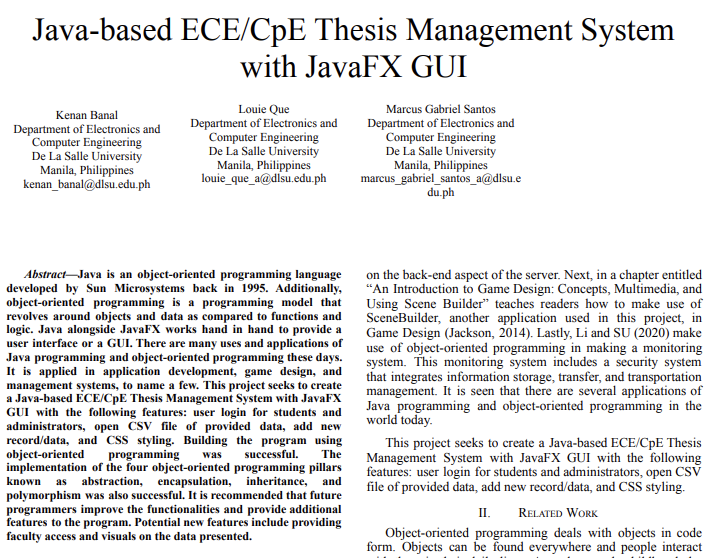 Java-based ECE/CpE Thesis Management System
with JavaFX GUI
Kenan Banal
Department of Electronics and
Computer Engineering
De La Salle University
Manila, Philippines
kenan_banal@dlsu.edu.ph
Louie Que
Department of Electronics and
Computer Engineering
De La Salle University
Manila, Philippines
louie_que_a@dlsu.edu.ph
Marcus Gabriel Santos
Department of Electronics and
Computer Engineering
De La Salle University
Manila, Philippines
marcus_gabriel_santos_a@dlsu.e
du.ph
Abstract—Java is an object-oriented programming language
developed by Sun Microsystems back in 1995. Additionally,
object-oriented programming is a programming model that
revolves around objects and data as compared to functions and
logic. Java alongside JavaFX works hand in hand to provide a
user interface or a GUI. There are many uses and applications of
Java programming and object-oriented programming these days.
It is applied in application development, game design, and
management systems, to name a few. This project seeks to create
a Java-based ECE/CpE Thesis Management System with JavaFX
GUI with the following features: user login for students and
administrators, open CSV file of provided data, add new
record/data, and CSS styling. Building the program using
object-oriented programming was successful. The
implementation of the four object-oriented programming pillars
known as abstraction, encapsulation, inheritance, and
polymorphism was also successful. It is recommended that future
programmers improve the functionalities and provide additional
features to the program. Potential new features include providing
faculty access and visuals on the data presented.
on the back-end aspect of the server. Next, in a chapter entitled
“An Introduction to Game Design: Concepts, Multimedia, and
Using Scene Builder” teaches readers how to make use of
SceneBuilder, another application used in this project, in
Game Design (Jackson, 2014). Lastly, Li and SU (2020) make
use of object-oriented programming in making a monitoring
system. This monitoring system includes a security system
that integrates information storage, transfer, and transportation
management. It is seen that there are several applications of
Java programming and object-oriented programming in the
world today.
This project seeks to create a Java-based ECE/CpE Thesis
Management System with JavaFX GUI with the following
features: user login for students and administrators, open CSV
file of provided data, add new record/data, and CSS styling.
II. RELATED WORK
Object-oriented programming deals with objects in code
form. Objects can be found everywhere and people interact